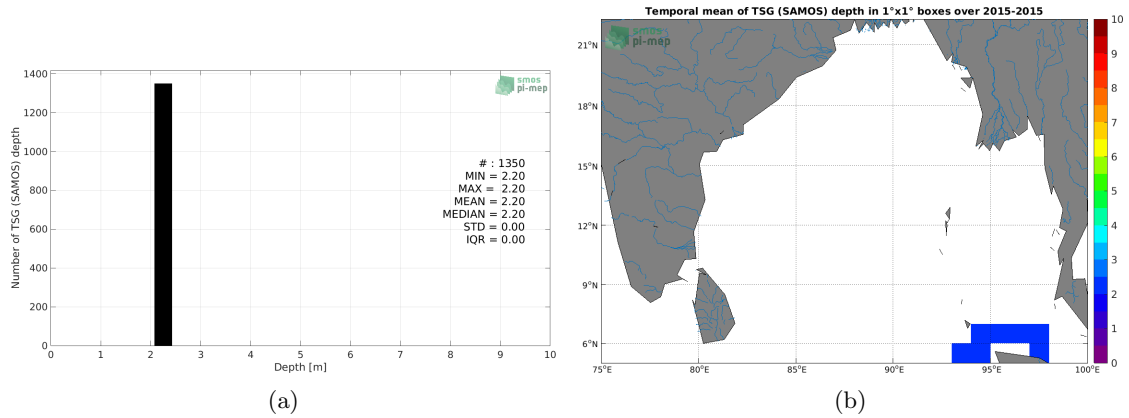 Number of TSG (SAMOS) depth
1400
1200
1000
800
600
400
200
0
0 1 2 3 4 5 6 7 8 9 10
Depth [m]
smos
pi-mep
# : 1350
MIN = 2.20
MAX = 2.20
MEAN = 2.20
MEDIAN = 2.20
STD = 0.00
IQR = 0.00
(a)
Temporal mean of TSG (SAMOS) depth in 1°x1° boxes over 2015-2015
smos
pi-mep
21°N
18°N
15°N
12°N
9°N
6°N
75°E 80°E 85°E 90°E 95°E 100°E
10
9
8
7
6
5
4
3
2
1
0
(b)